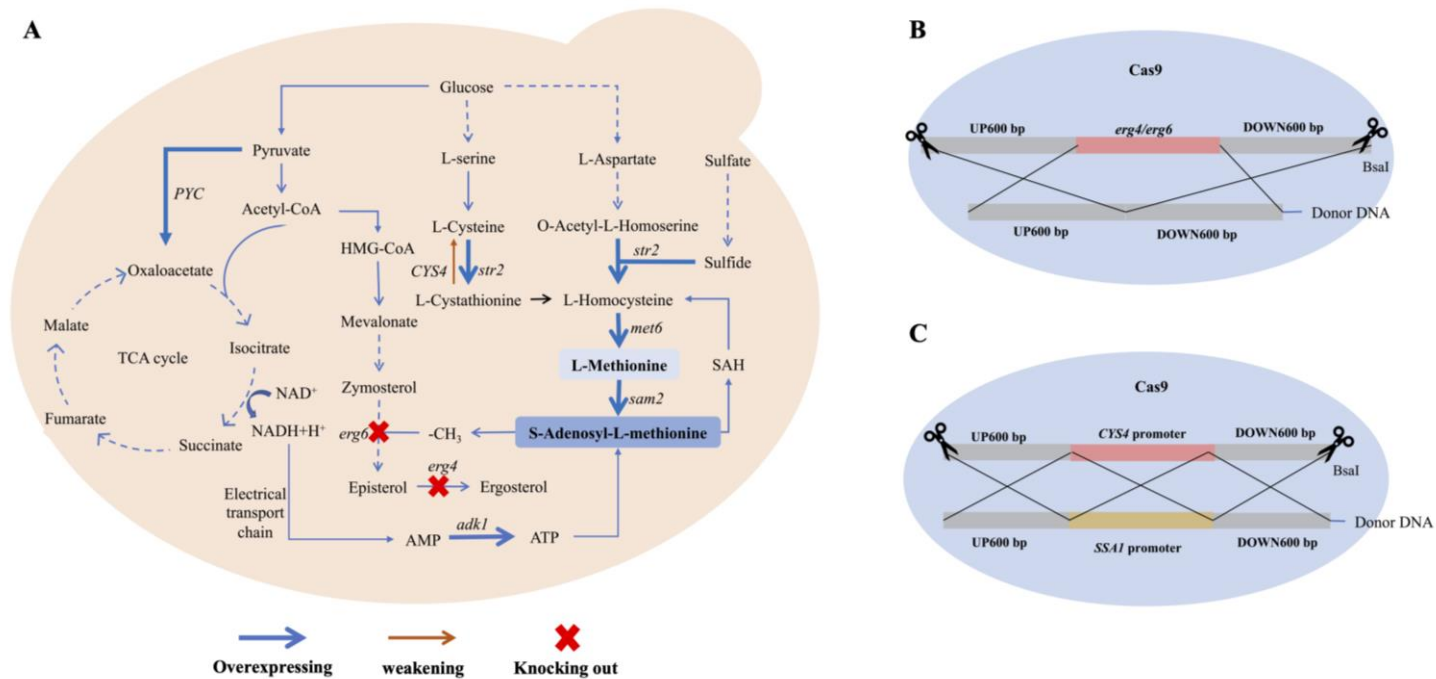 A
Glucose
Pyruvate
L-serine
L-Aspartate
Sulfate
PYC
Acetyl-CoA
L-Cysteine
O-Acetyl-L-Homoserine
HMG-CoA
CYS4
str2
str2
Sulfide
Oxaloacetate
L-Cystathionine
L-Homocysteine
Malate
Mevalonate
met6
Isocitrate
TCA cycle
L-Methionine
SAH
Zymosterol
NAD+
sam2
Fumarate
NADH+H+
erg6
-CH3
S-Adenosyl-L-methionine
Succinate
erg4
Episterol
Ergosterol
Electrical
transport
chain
adk1
AMP
ATP
Overexpressing
weakening
Knocking out
B
Cas9
UP600 bp
erg4/erg6
DOWN600 bp
BsaI
Donor DNA
UP600 bp
DOWN600 bp
C
Cas9
UP600 bp
CYS4 promoter
DOWN600 bp
BsaI
Donor DNA
UP600 bp
SSA1 promoter
DOWN600 bp